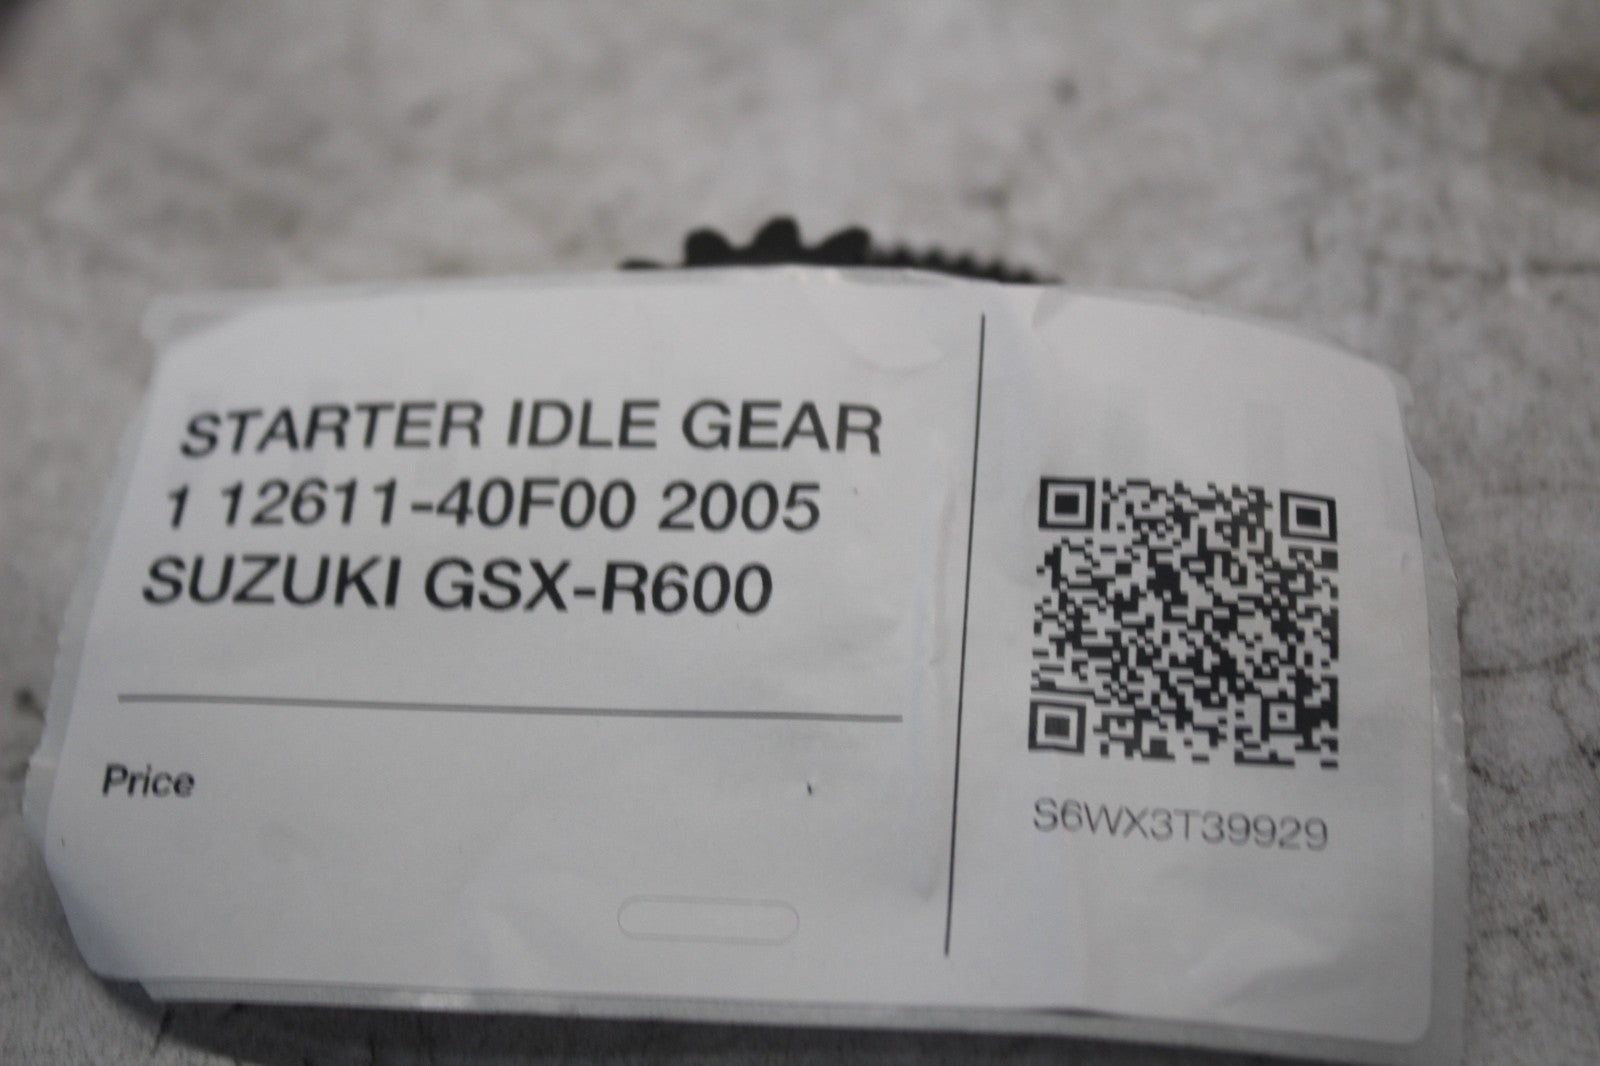 STARTER IDLE GEAR
1 12611-40F00 2005
SUZUKI GSX-R600
Price
S6WX3T39929